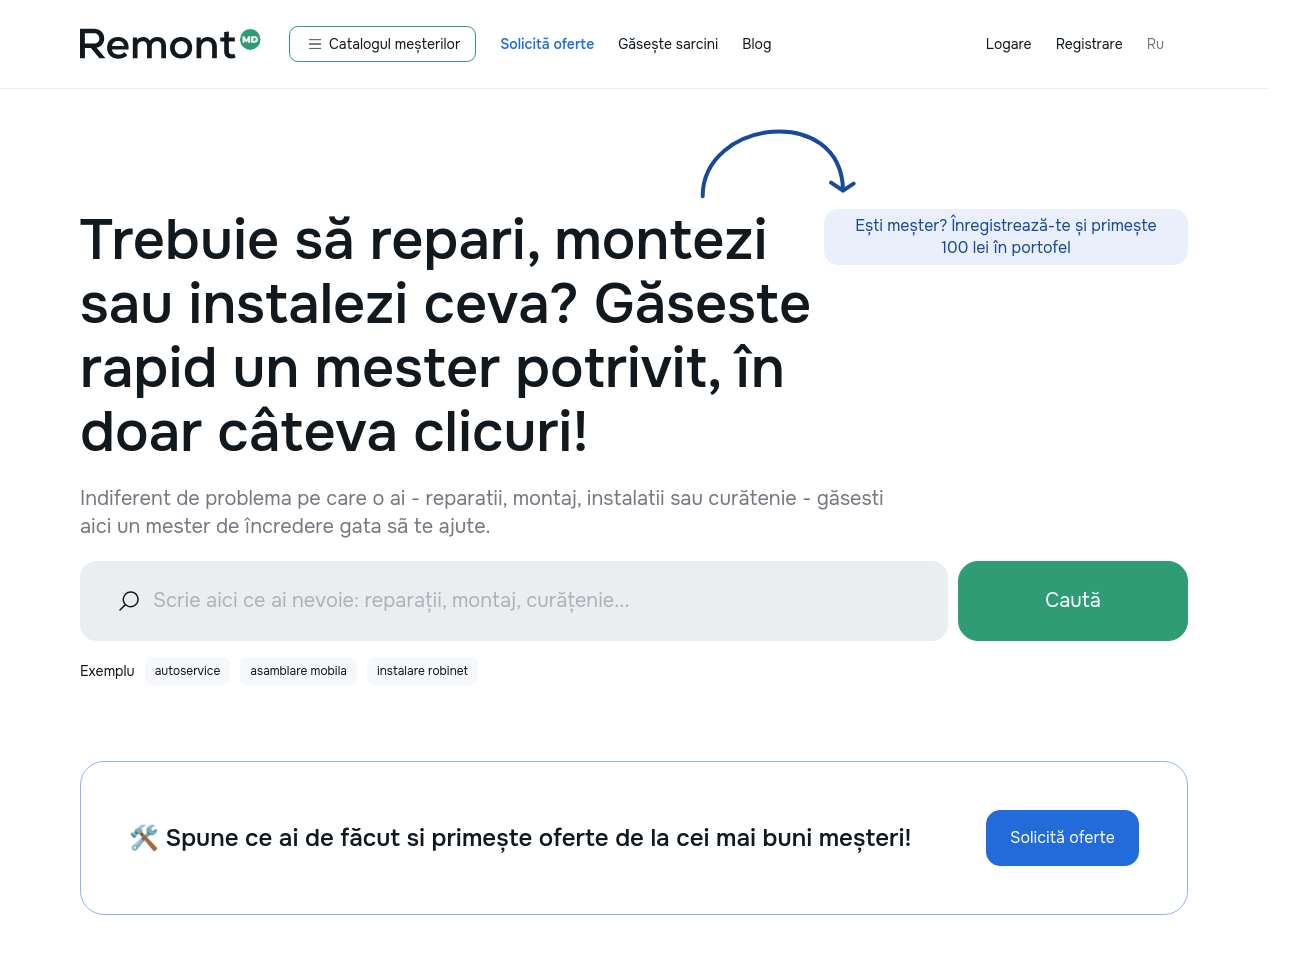 Remont MD
Catalogul meșterilor
Solicită oferte
Găsește sarcini
Blog
Logare
Registrare
Ru
Trebuie să repari, montezi
sau instalezi ceva? Găseste
rapid un mester potrivit, în
doar câteva clicuri!
Ești meșter? Înregistrează-te și primește
100 lei în portofel
Indiferent de problema pe care o ai - reparatii, montaj, instalatii sau curătenie - găsesti
aici un mester de încredere gata să te ajute.
Scrie aici ce ai nevoie: reparații, montaj, curățenie...
Caută
Exemplu
autoservice
asamblare mobila
instalare robinet
🛠️ Spune ce ai de făcut si primește oferte de la cei mai buni meșteri!
Solicită oferte